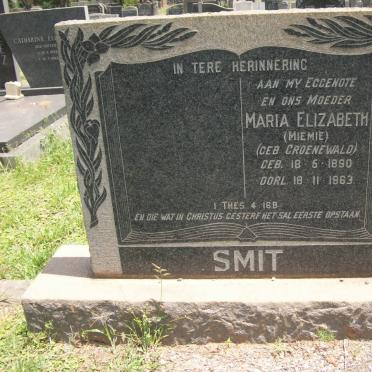 IN TERE HERINNERING
AAN MY EGGENOTE
EN ONS MOEDER
MARIA ELIZABETH
(MIEMIE)
(GEB GROENEWALD)
GEB. 18·5·1890
OORL 18·11·1963
1 THES. 4:16B
EN DIE WAT IN CHRISTUS GESTERF HET SAL EERSTE OPSTAAN.
SMIT
CATHARINA